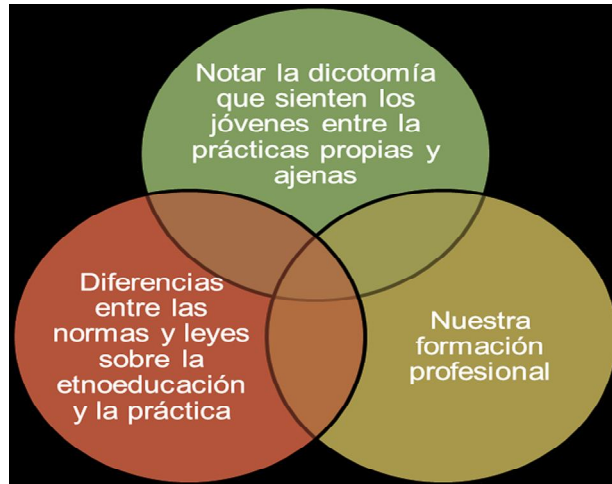 Notar la dicotomía
que sienten los
jóvenes entre la
prácticas propias y
ajenas
Diferencias
entre las
normas y leyes
sobre la
etnoeducación
y la práctica
Nuestra
formación
profesional